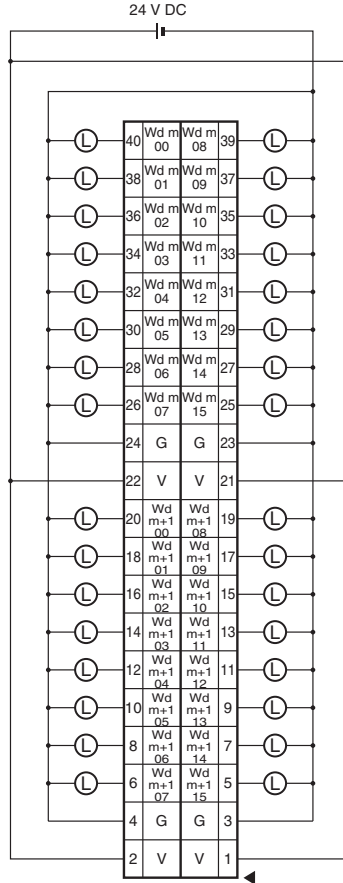 24 V DC
L 40 Wd m 00 Wd m 08 39 L
L 38 Wd m 01 Wd m 09 37 L
L 36 Wd m 02 Wd m 10 35 L
L 34 Wd m 03 Wd m 11 33 L
L 32 Wd m 04 Wd m 12 31 L
L 30 Wd m 05 Wd m 13 29 L
L 28 Wd m 06 Wd m 14 27 L
L 26 Wd m 07 Wd m 15 25 L
24 G G 23
22 V V 21
L 20 Wd m+1 00 Wd m+1 08 19 L
L 18 Wd m+1 01 Wd m+1 09 17 L
L 16 Wd m+1 02 Wd m+1 10 15 L
L 14 Wd m+1 03 Wd m+1 11 13 L
L 12 Wd m+1 04 Wd m+1 12 11 L
L 10 Wd m+1 05 Wd m+1 13 9 L
L 8 Wd m+1 06 Wd m+1 14 7 L
L 6 Wd m+1 07 Wd m+1 15 5 L
4 G G 3
2 V V 1